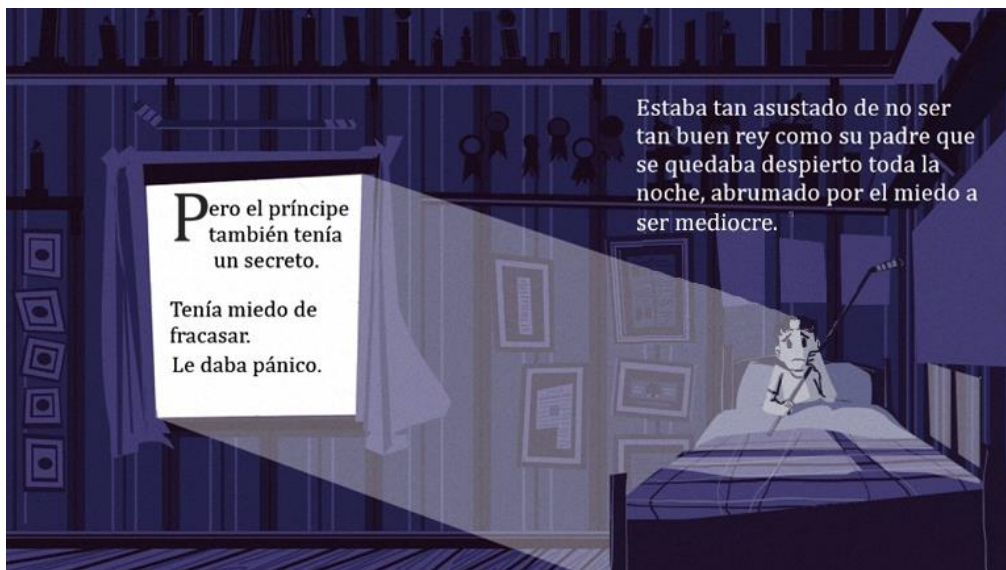 Pero el príncipe
también tenía
un secreto.
Tenía miedo de
fracasar.
Le daba pánico.
Estaba tan asustado de no ser
tan buen rey como su padre que
se quedaba despierto toda la
noche, abrumado por el miedo a
ser mediocre.